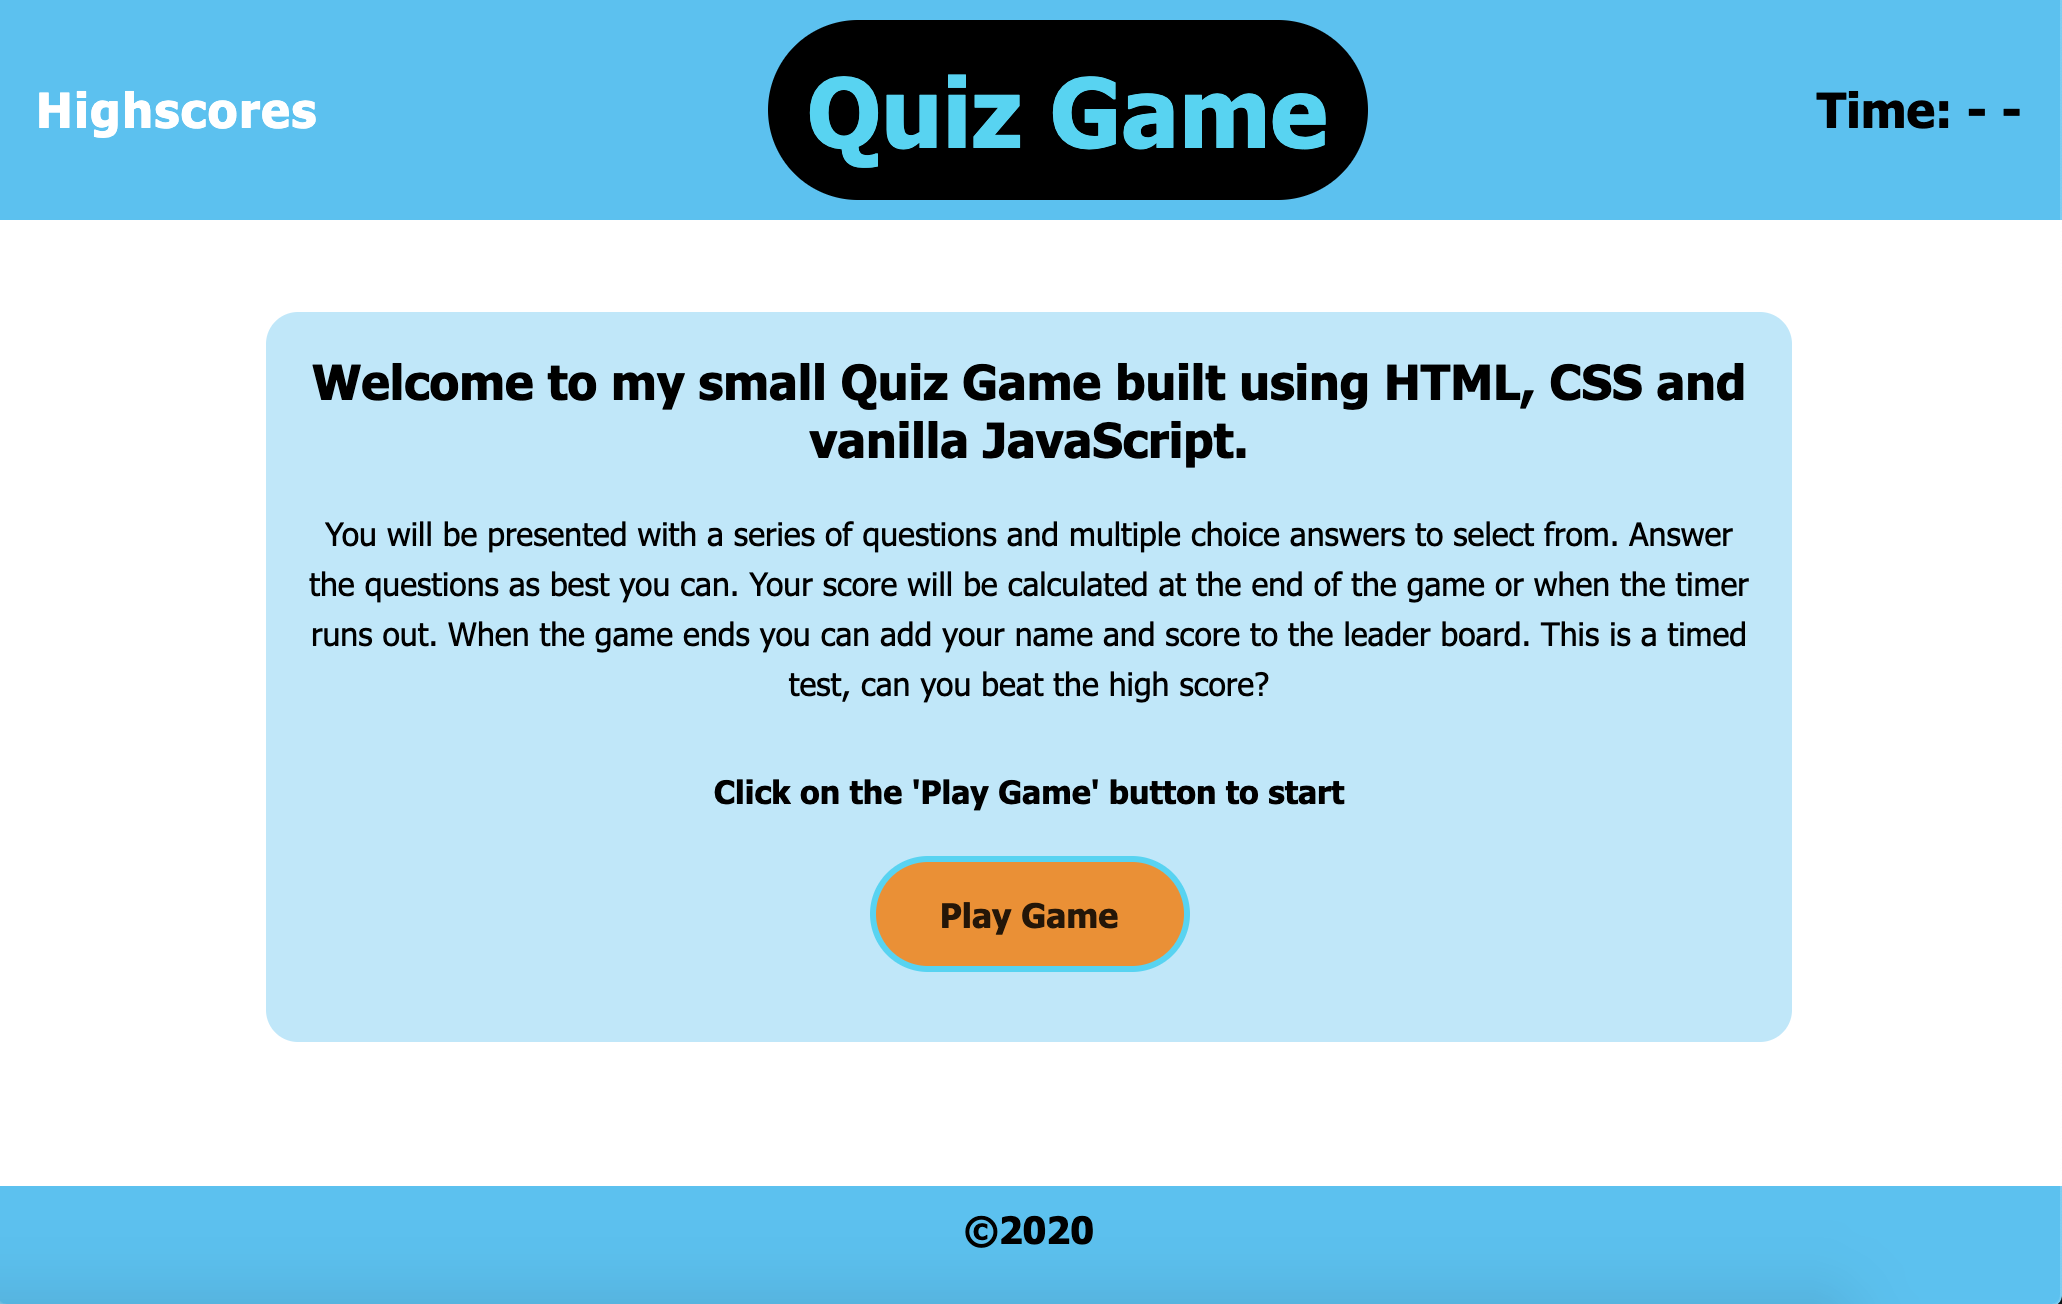 Highscores
Quiz Game
Time: - -
Welcome to my small Quiz Game built using HTML, CSS and
vanilla JavaScript.
You will be presented with a series of questions and multiple choice answers to select from. Answer
the questions as best you can. Your score will be calculated at the end of the game or when the timer
runs out. When the game ends you can add your name and score to the leader board. This is a timed
test, can you beat the high score?
Click on the 'Play Game' button to start
Play Game
©2020